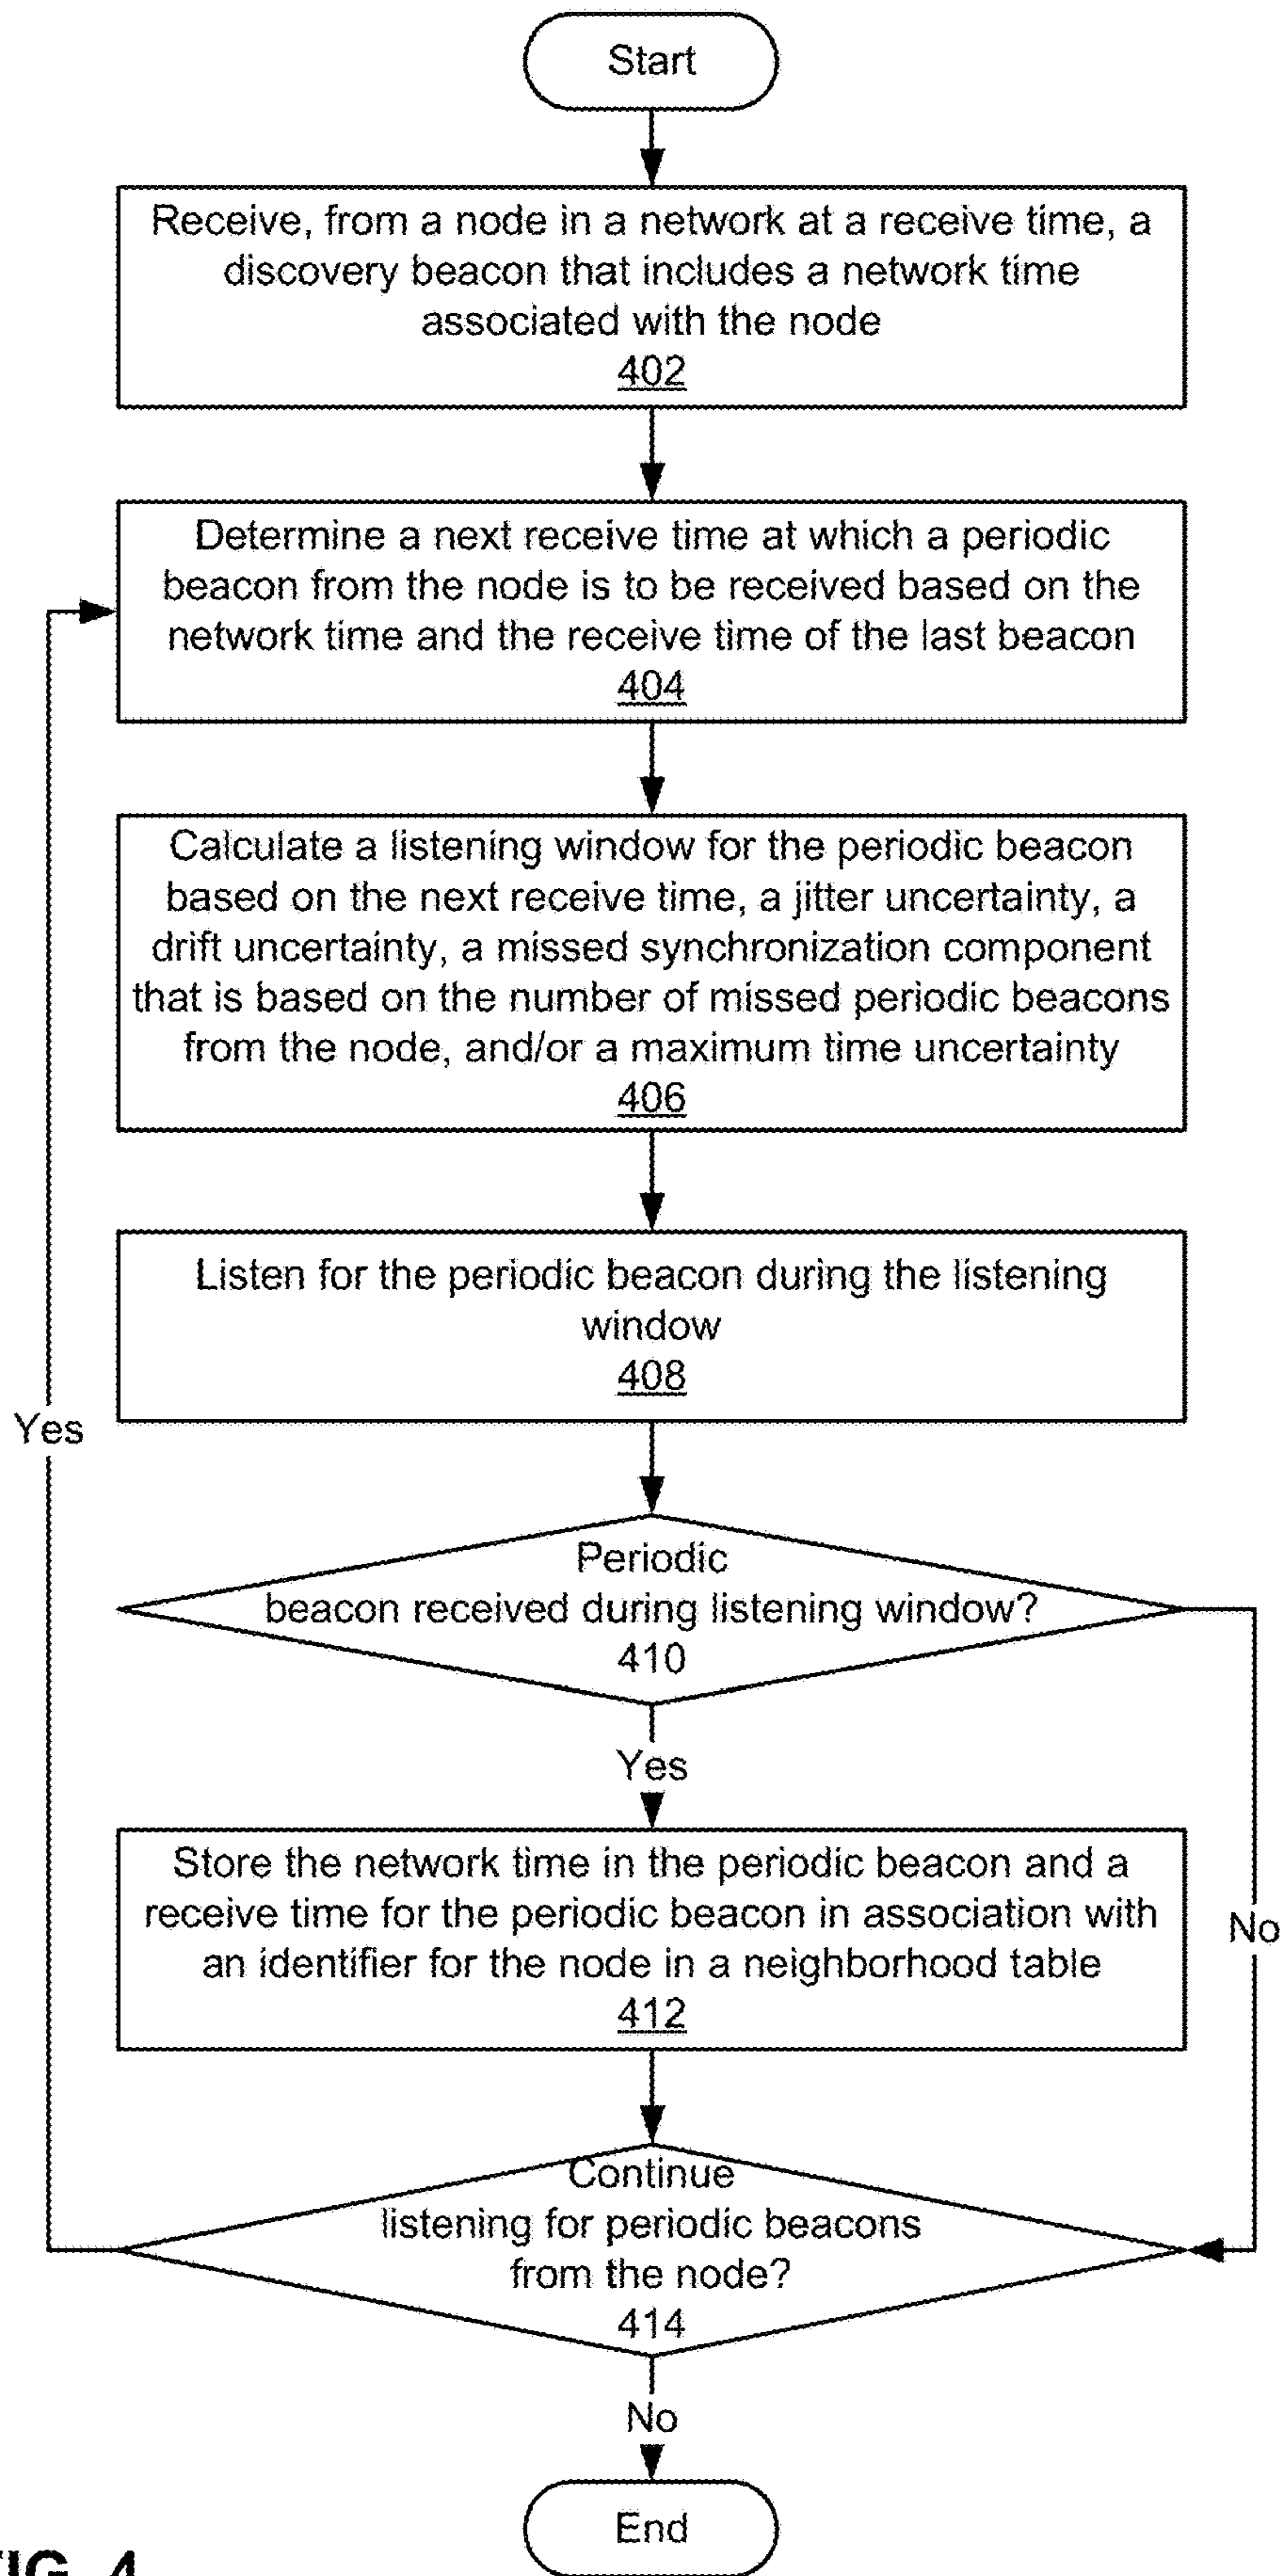 Start
Receive, from a node in a network at a receive time, a
discovery beacon that includes a network time
associated with the node
402
Determine a next receive time at which a periodic
beacon from the node is to be received based on the
network time and the receive time of the last beacon
404
Calculate a listening window for the periodic beacon
based on the next receive time, a jitter uncertainty, a
drift uncertainty, a missed synchronization component
that is based on the number of missed periodic beacons
from the node, and/or a maximum time uncertainty
406
Listen for the periodic beacon during the listening
window
408
Yes
Periodic
beacon received during listening window?
410
Yes
Store the network time in the periodic beacon and a
receive time for the periodic beacon in association with
an identifier for the node in a neighborhood table
412
No
Continue
listening for periodic beacons
from the node?
414
No
End
FIG. 4